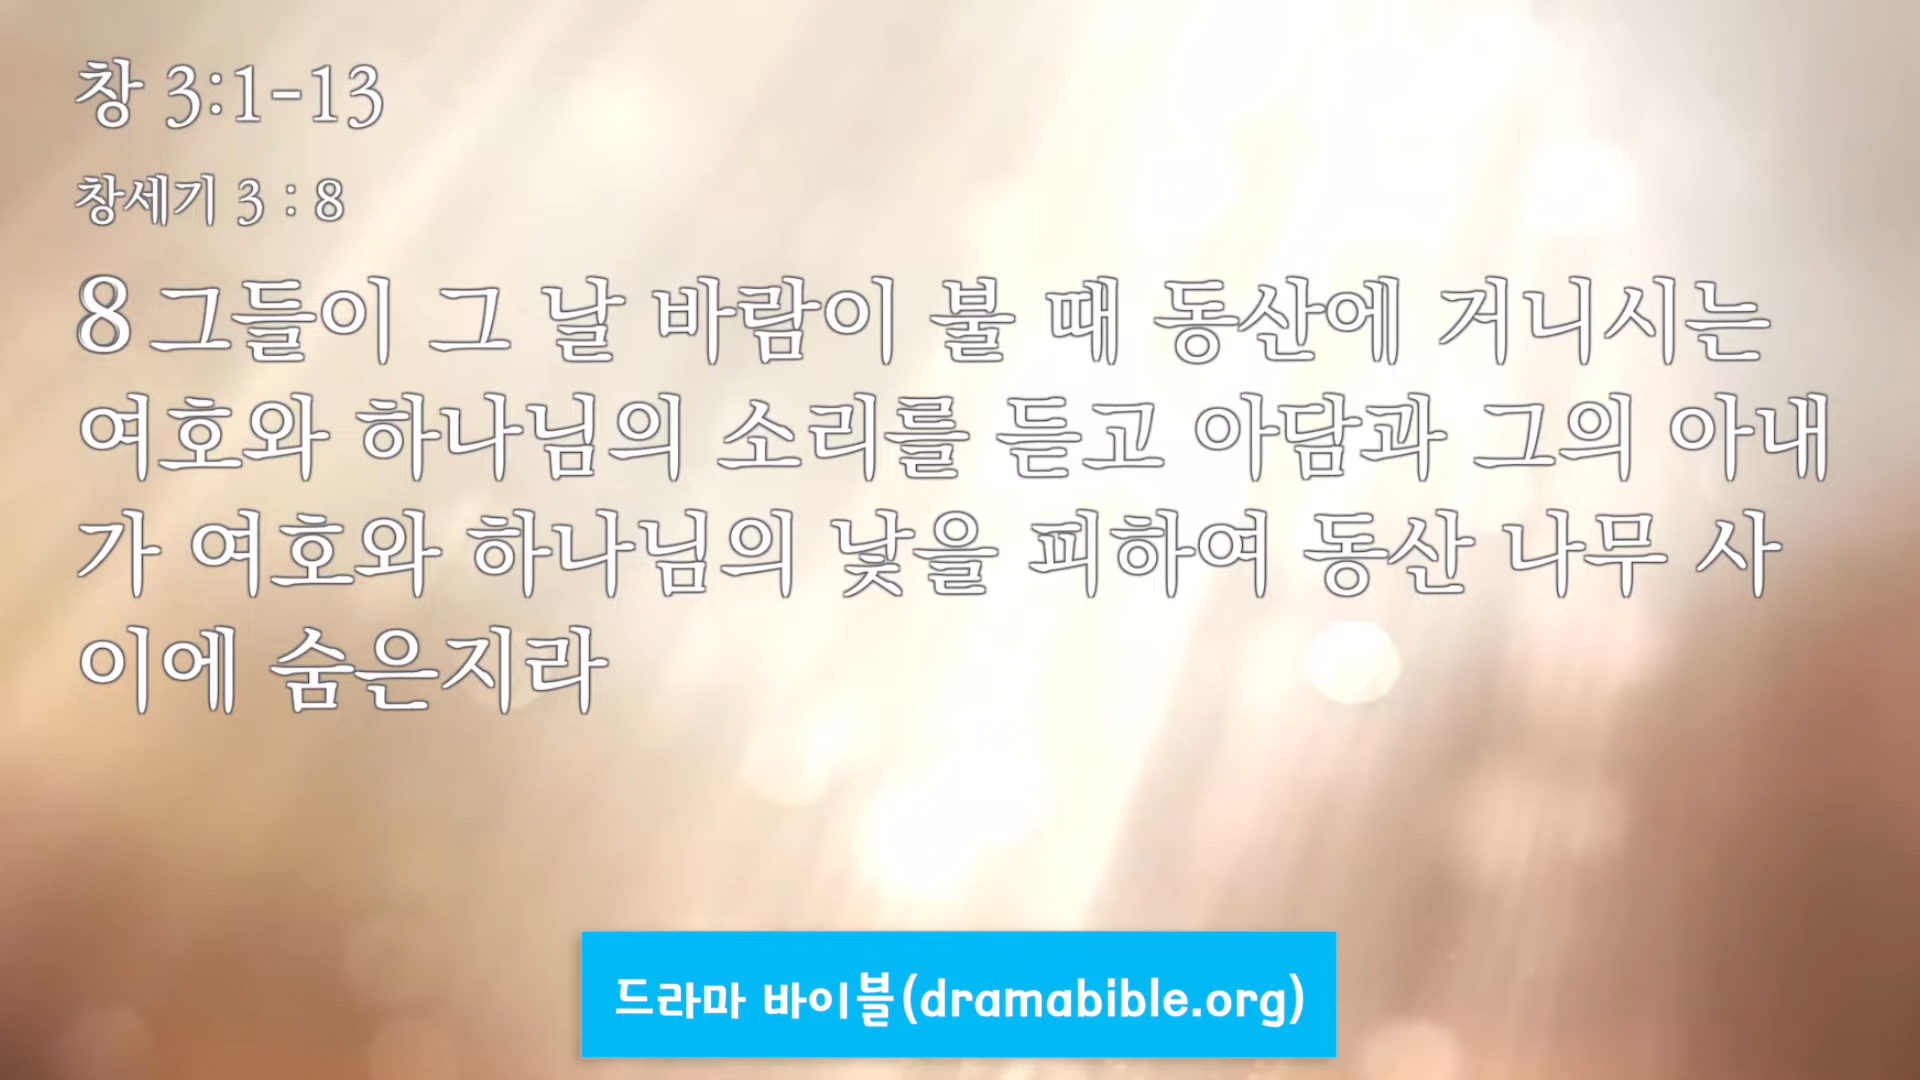 창 3:1-13
창세기 3 : 8
8 그들이 그 날 바람이 불 때 동산에 거니시는
여호와 하나님의 소리를 듣고 아담과 그의 아내
가 여호와 하나님의 낯을 피하여 동산 나무 사
이에 숨은지라
드라마 바이블(dramabible.org)